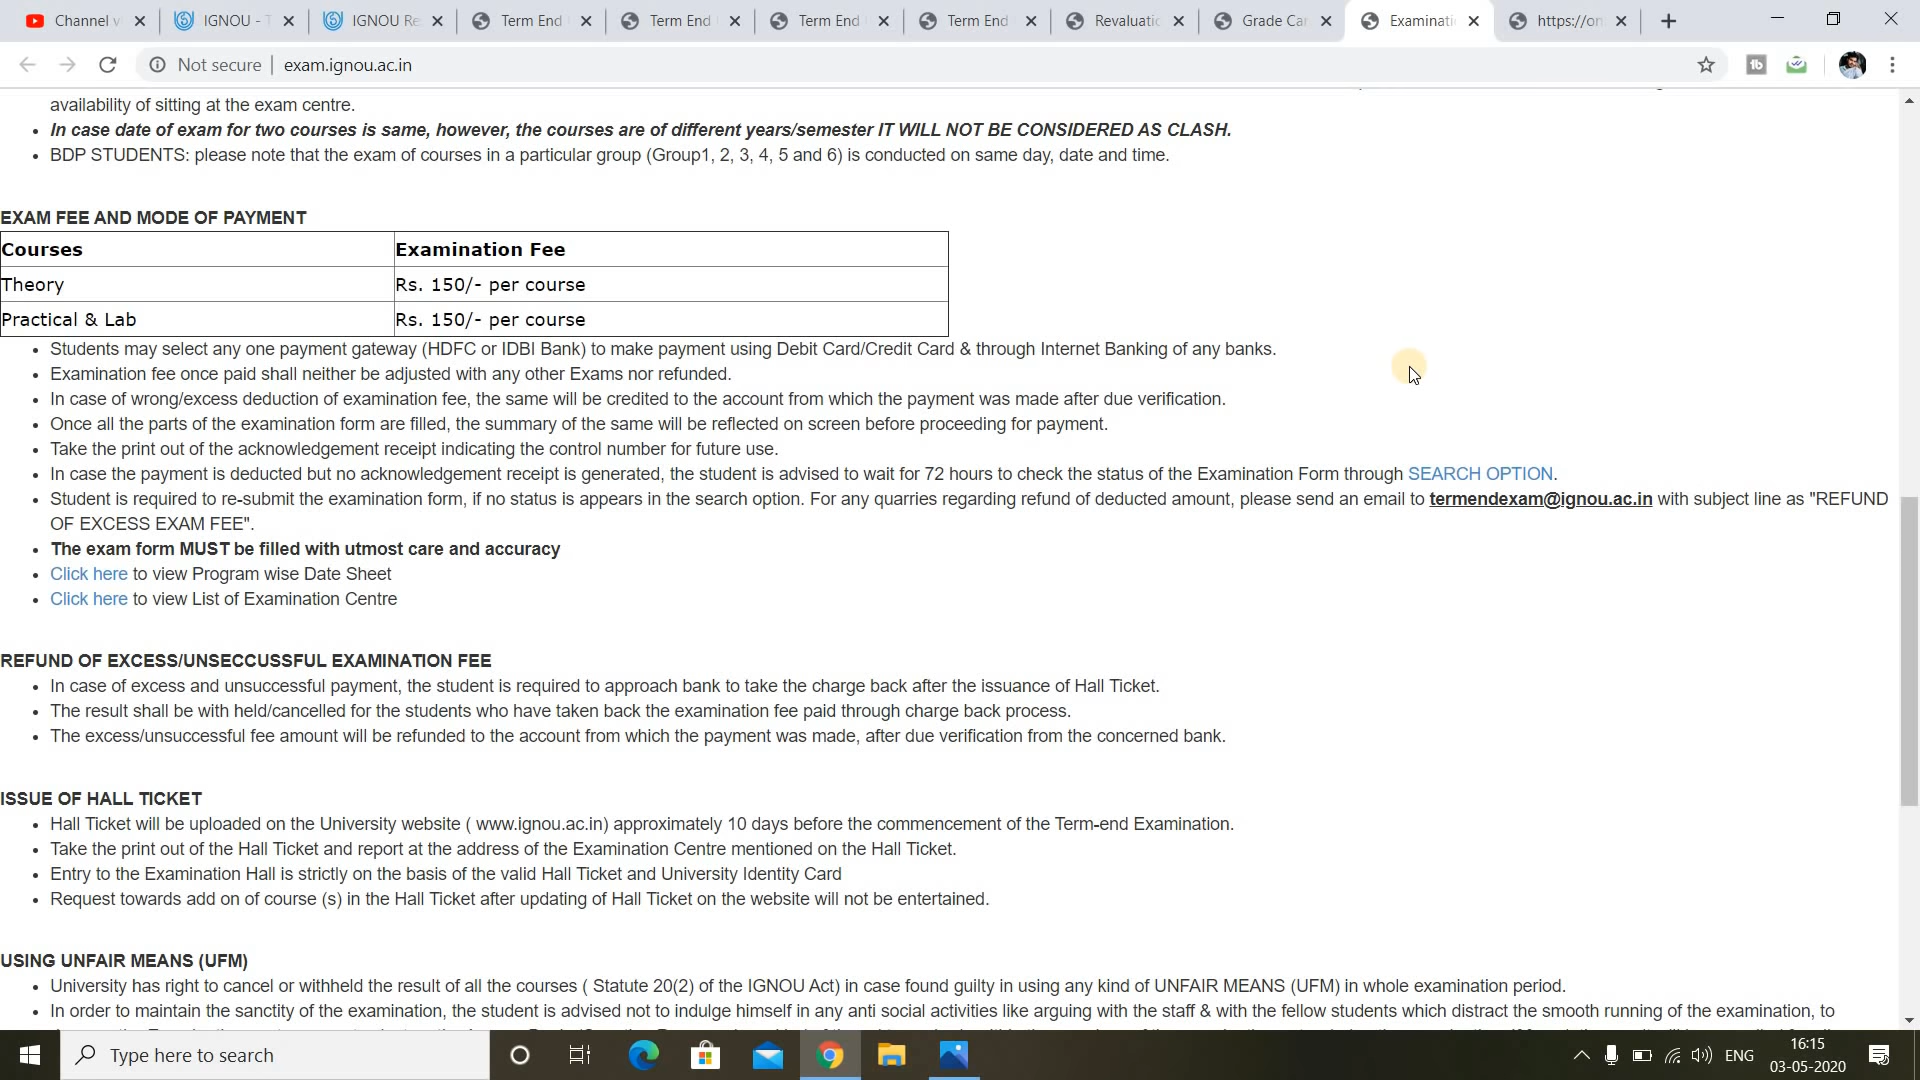 Channel v
IGNOU - T
IGNOU Re
Term End
Term End
Term End
Term End
Revaluatio
Grade Car
Examinati
https://on
Not secure
exam.ignou.ac.in
availability of sitting at the exam centre.
• In case date of exam for two courses is same, however, the courses are of different years/semester IT WILL NOT BE CONSIDERED AS CLASH.
• BDP STUDENTS: please note that the exam of courses in a particular group (Group1, 2, 3, 4, 5 and 6) is conducted on same day, date and time.
EXAM FEE AND MODE OF PAYMENT
Courses Examination Fee
Theory Rs. 150/- per course
Practical & Lab Rs. 150/- per course
• Students may select any one payment gateway (HDFC or IDBI Bank) to make payment using Debit Card/Credit Card & through Internet Banking of any banks.
• Examination fee once paid shall neither be adjusted with any other Exams nor refunded.
• In case of wrong/excess deduction of examination fee, the same will be credited to the account from which the payment was made after due verification.
• Once all the parts of the examination form are filled, the summary of the same will be reflected on screen before proceeding for payment.
• Take the print out of the acknowledgement receipt indicating the control number for future use.
• In case the payment is deducted but no acknowledgement receipt is generated, the student is advised to wait for 72 hours to check the status of the Examination Form through SEARCH OPTION.
• Student is required to re-submit the examination form, if no status is appears in the search option. For any quarries regarding refund of deducted amount, please send an email to termendexam@ignou.ac.in with subject line as "REFUND
OF EXCESS EXAM FEE".
• The exam form MUST be filled with utmost care and accuracy
• Click here to view Program wise Date Sheet
• Click here to view List of Examination Centre
REFUND OF EXCESS/UNSECCUSSFUL EXAMINATION FEE
• In case of excess and unsuccessful payment, the student is required to approach bank to take the charge back after the issuance of Hall Ticket.
• The result shall be with held/cancelled for the students who have taken back the examination fee paid through charge back process.
• The excess/unsuccessful fee amount will be refunded to the account from which the payment was made, after due verification from the concerned bank.
ISSUE OF HALL TICKET
• Hall Ticket will be uploaded on the University website ( www.ignou.ac.in) approximately 10 days before the commencement of the Term-end Examination.
• Take the print out of the Hall Ticket and report at the address of the Examination Centre mentioned on the Hall Ticket.
• Entry to the Examination Hall is strictly on the basis of the valid Hall Ticket and University Identity Card
• Request towards add on of course (s) in the Hall Ticket after updating of Hall Ticket on the website will not be entertained.
USING UNFAIR MEANS (UFM)
• University has right to cancel or withheld the result of all the courses ( Statute 20(2) of the IGNOU Act) in case found guilty in using any kind of UNFAIR MEANS (UFM) in whole examination period.
• In order to maintain the sanctity of the examination, the student is advised not to indulge himself in any anti social activities like arguing with the staff & with the fellow students which distract the smooth running of the examination, to
Type here to search
ENG
16:15
03-05-2020